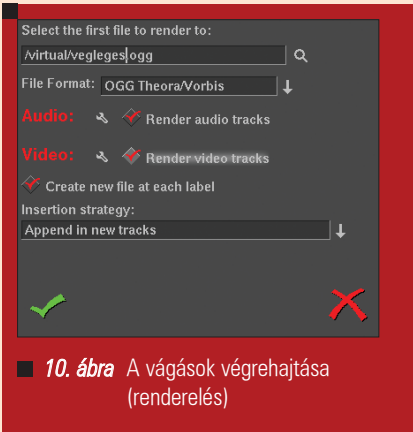 Select the first file to render to:
/virtual/vegleges.ogg
File Format: OGG Theora/Vorbis
Audio: Render audio tracks
Video: Render video tracks
Create new file at each label
Insertion strategy:
Append in new tracks
10. ábra A vágások végrehajtása
(renderelés)